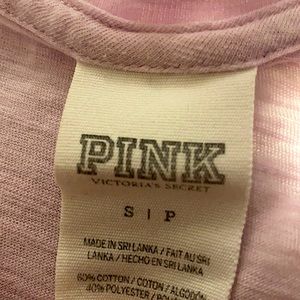 PINK
VICTORIA'S SECRET
S | P
MADE IN SRI LANKA / FAIT AU SRI
LANKA / HECHO EN SRI LANKA
60% COTTON / COTON / ALGODÓN
40% POLYESTER /